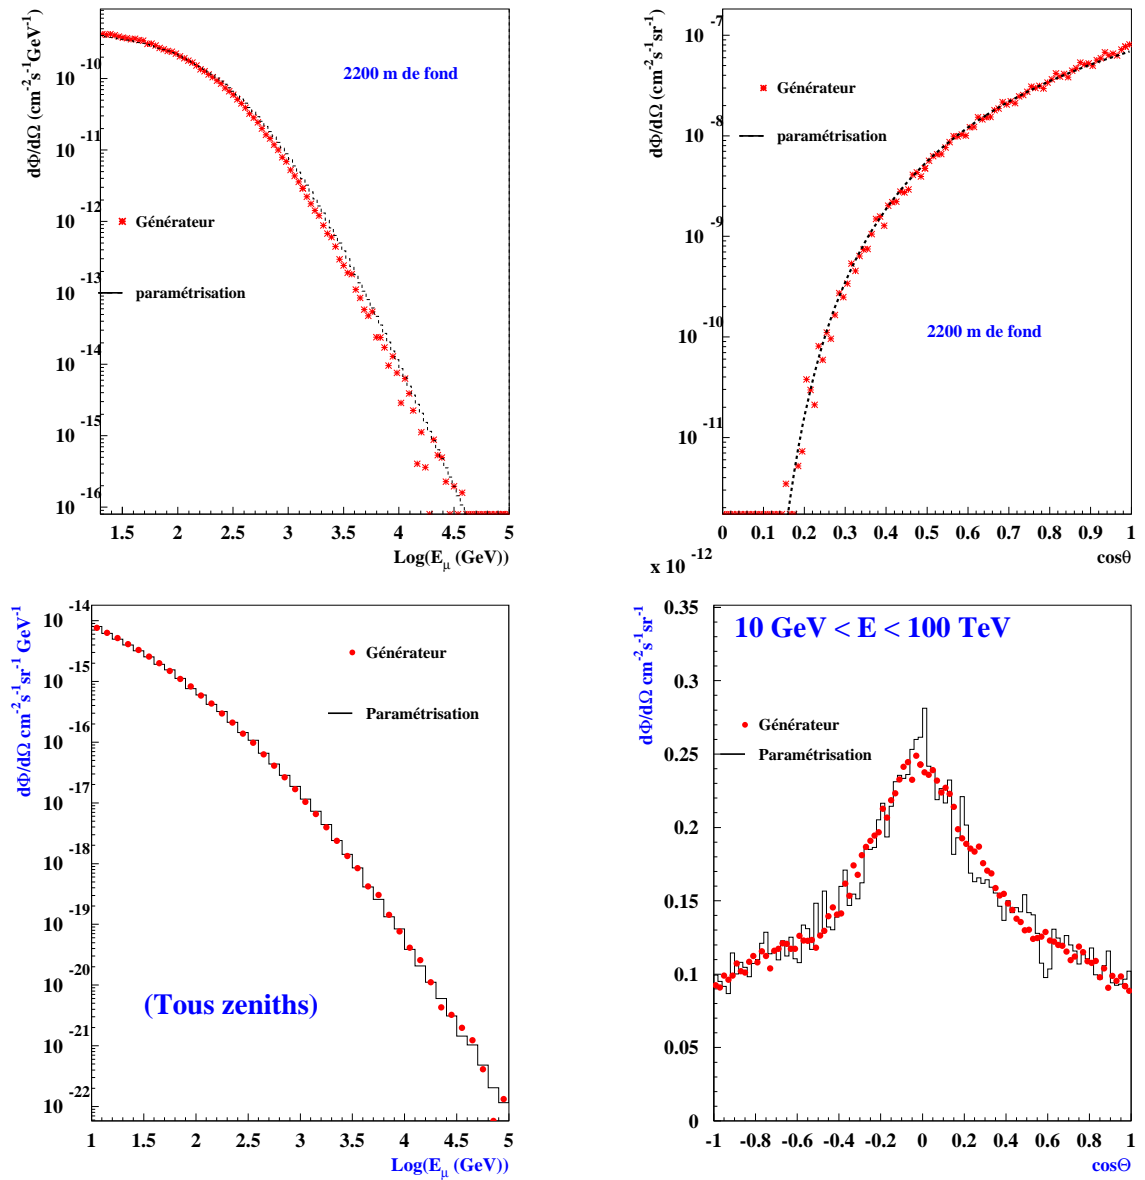 dΦ/dΩ (cm⁻²s⁻¹GeV⁻¹)
10⁻¹⁰
10⁻¹¹
10⁻¹²
10⁻¹³
10⁻¹⁴
10⁻¹⁵
10⁻¹⁶
2200 m de fond
Générateur
paramétrisation
1.5 2 2.5 3 3.5 4 4.5 5
Log(E_μ (GeV))
dΦ/dΩ (cm⁻²s⁻¹sr⁻¹)
10⁻⁷
10⁻⁸
10⁻⁹
10⁻¹⁰
10⁻¹¹
Générateur
paramétrisation
2200 m de fond
0 0.1 0.2 0.3 0.4 0.5 0.6 0.7 0.8 0.9 1
cosθ
dΦ/dΩ cm⁻²s⁻¹sr⁻¹ GeV⁻¹
10⁻¹⁴
10⁻¹⁵
10⁻¹⁶
10⁻¹⁷
10⁻¹⁸
10⁻¹⁹
10⁻²⁰
10⁻²¹
10⁻²²
Générateur
Paramétrisation
(Tous zeniths)
1 1.5 2 2.5 3 3.5 4 4.5 5
Log(E_μ (GeV))
x 10⁻¹²
dΦ/dΩ cm⁻²s⁻¹sr⁻¹
0.35
0.3
0.25
0.2
0.15
0.1
0.05
0
10 GeV < E < 100 TeV
Générateur
Paramétrisation
-1 -0.8 -0.6 -0.4 -0.2 0 0.2 0.4 0.6 0.8 1
cosΘ